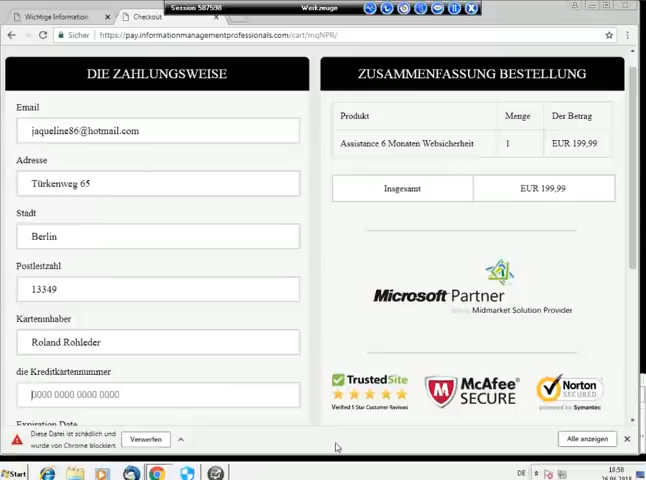 Session 587598
Werkzeuge
Wichtige Information
Checkout
Sicher
https://pay.informationmanagementprofessionals.com/cart/mqNPR/
DIE ZAHLUNGSWEISE
Email
jaqueline86@hotmail.com
Adresse
Türkenweg 65
Stadt
Berlin
Postleitzahl
13349
Karteninhaber
Roland Rohleder
die Kreditkartennummer
0000 0000 0000 0000
Expiration Date
ZUSAMMENFASSUNG BESTELLUNG
Produkt Menge Der Betrag
Assistance 6 Monaten Websicherheit 1 EUR 199,99
Insgesamt EUR 199,99
Microsoft Partner
Midmarket Solution Provider
TrustedSite
Verified 5 Star Customer Reviews
McAfee
SECURE
Norton
SECURED
powered by Symantec
Diese Datei ist schädlich und
wurde von Chrome blockiert.
Verwerfen
Alle anzeigen
Start
DE
18:58
26.06.2018